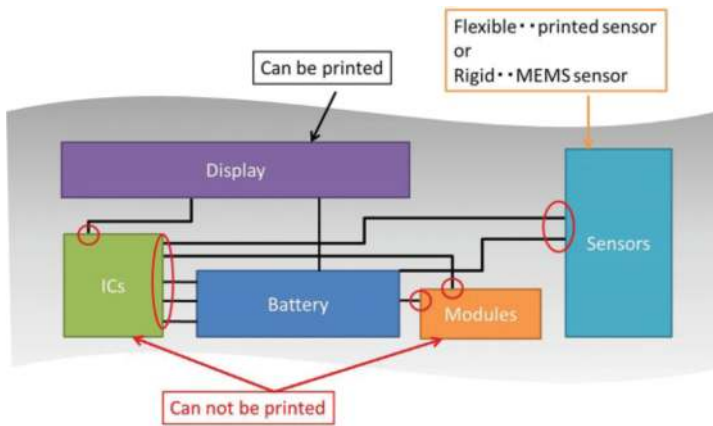 Flexible・・printed sensor
or
Rigid・・MEMS sensor
Can be printed
Display
Sensors
ICs
Battery
Modules
Can not be printed